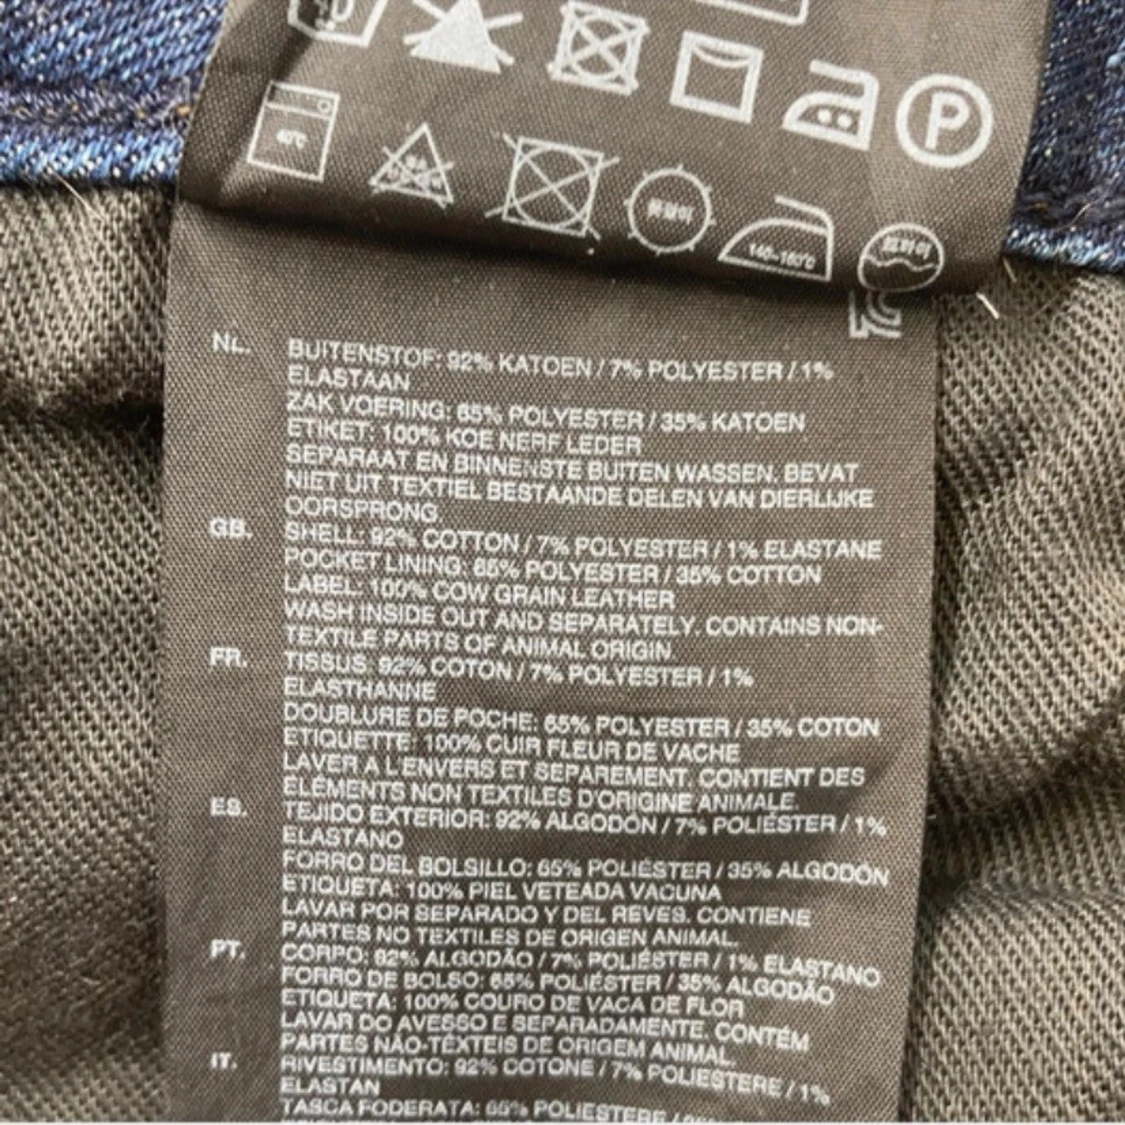 P
40℃
140~160℃
드라이
NL. BUITENSTOF: 92% KATOEN / 7% POLYESTER / 1%
ELASTAAN
ZAK VOERING: 65% POLYESTER / 35% KATOEN
ETIKET: 100% KOE NERF LEDER
SEPARAAT EN BINNENSTE BUITEN WASSEN. BEVAT
NIET UIT TEXTIEL BESTAANDE DELEN VAN DIERLIJKE
OORSPRONG.
GB. SHELL: 92% COTTON / 7% POLYESTER / 1% ELASTANE
POCKET LINING: 65% POLYESTER / 35% COTTON
LABEL: 100% COW GRAIN LEATHER
WASH INSIDE OUT AND SEPARATELY. CONTAINS NON-
TEXTILE PARTS OF ANIMAL ORIGIN.
FR. TISSUS: 92% COTON / 7% POLYESTER / 1%
ELASTHANNE
DOUBLURE DE POCHE: 65% POLYESTER / 35% COTON
ETIQUETTE: 100% CUIR FLEUR DE VACHE
LAVER A L'ENVERS ET SEPAREMENT. CONTIENT DES
ELÉMENTS NON TEXTILES D'ORIGINE ANIMALE.
ES. TEJIDO EXTERIOR: 92% ALGODÓN / 7% POLIÉSTER / 1%
ELASTANO
FORRO DEL BOLSILLO: 65% POLIÉSTER / 35% ALGODÓN
ETIQUETA: 100% PIEL VETEADA VACUNA
LAVAR POR SEPARADO Y DEL REVES. CONTIENE
PARTES NO TEXTILES DE ORIGEN ANIMAL.
PT. CORPO: 92% ALGODÃO / 7% POLIÉSTER / 1% ELASTANO
FORRO DE BOLSO: 65% POLIÉSTER / 35% ALGODÃO
ETIQUETA: 100% COURO DE VACA DE FLOR
LAVAR DO AVESSO E SEPARADAMENTE. CONTÉM
PARTES NÃO-TÊXTEIS DE ORIGEM ANIMAL.
IT. RIVESTIMENTO: 92% COTONE / 7% POLIESTERE / 1%
ELASTAN
TASCA FODERATA: 65% POLIESTERE /